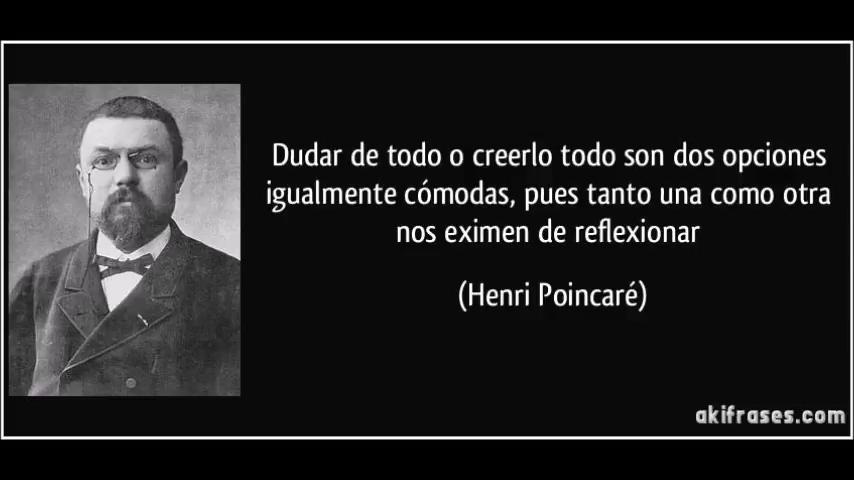 Dudar de todo o creerlo todo son dos opciones
igualmente cómodas, pues tanto una como otra
nos eximen de reflexionar
(Henri Poincaré)
akifrases.com